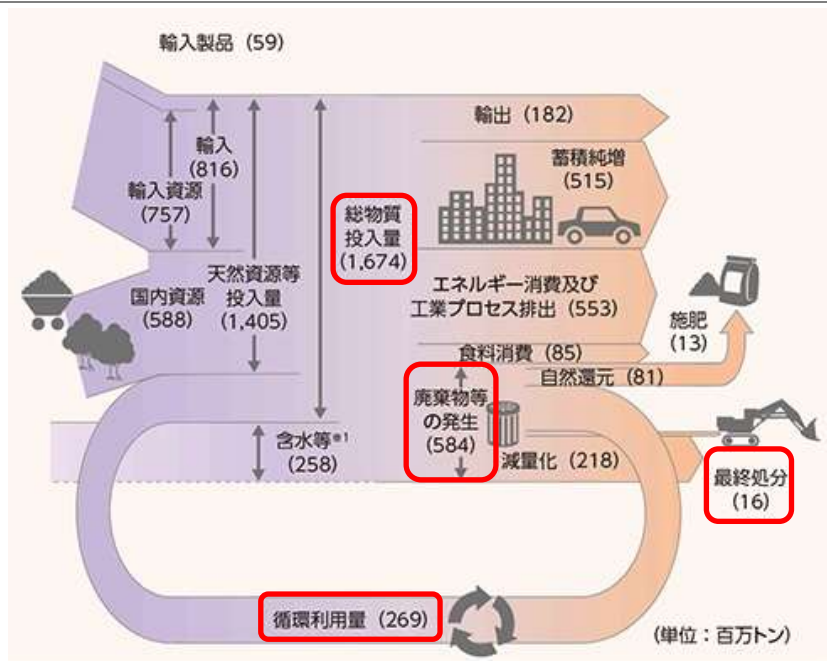 輸入製品 (59)
輸入
(816)
輸入資源
(757)
国内資源
(588)
天然資源等
投入量
(1,405)
総物質
投入量
(1,674)
含水等※1
(258)
輸出 (182)
蓄積純増
(515)
エネルギー消費及び
工業プロセス排出 (553)
食料消費 (85)
自然還元 (81)
施肥
(13)
廃棄物等
の発生
(584)
減量化 (218)
最終処分
(16)
循環利用量 (269)
(単位：百万トン)